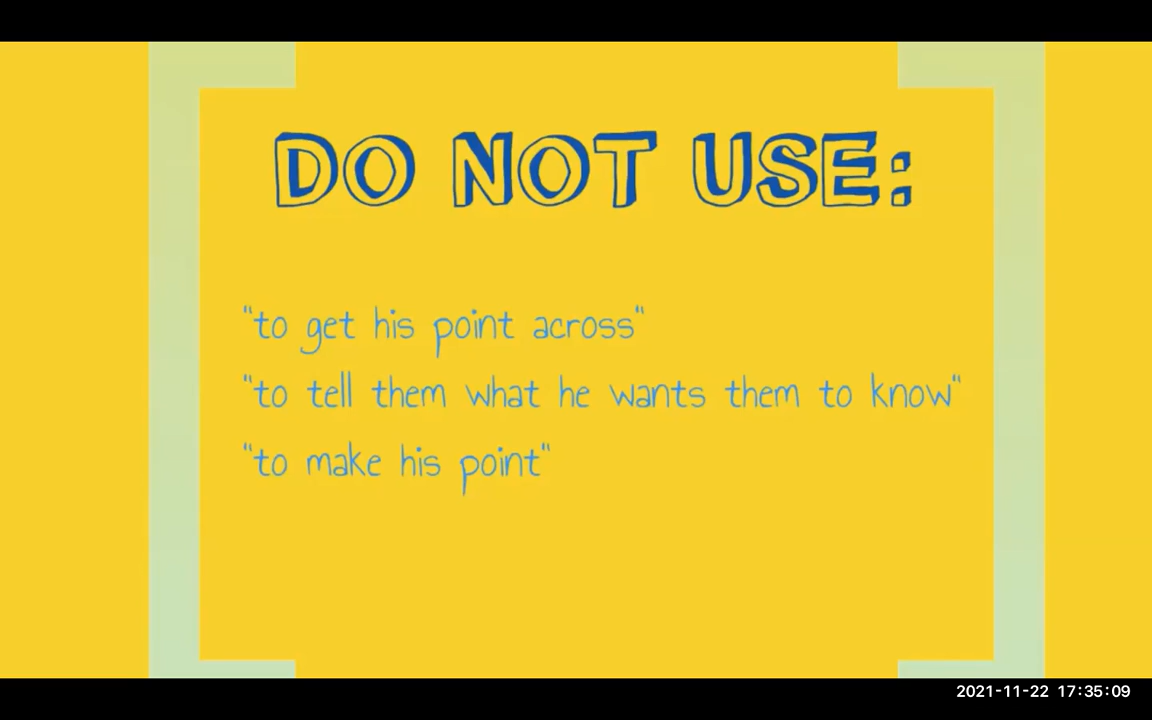 DO NOT USE:
"to get his point across"
"to tell them what he wants them to know"
"to make his point"
2021-11-22 17:35:09